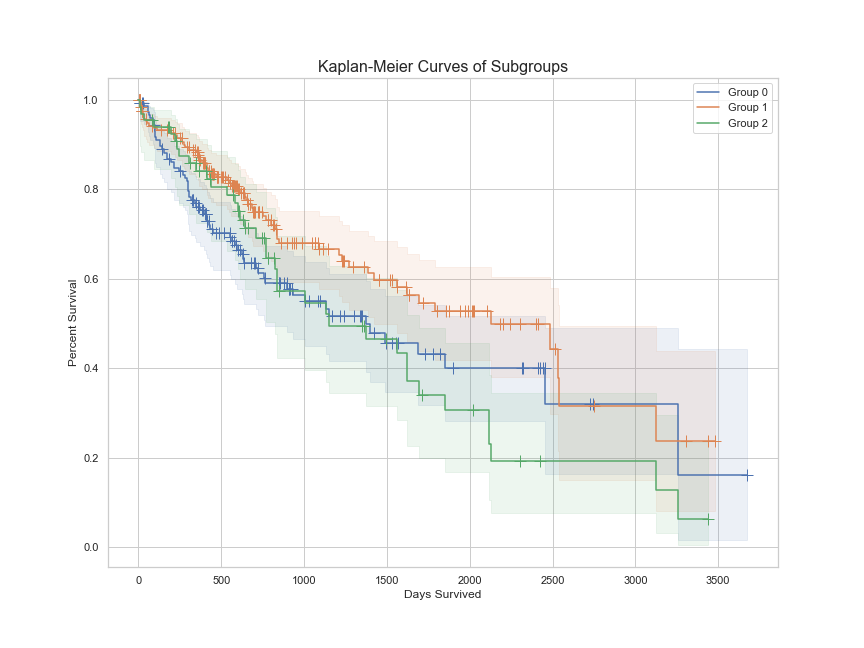 Kaplan-Meier Curves of Subgroups
Group 0
Group 1
Group 2
Percent Survival
1.0
0.8
0.6
0.4
0.2
0.0
0 500 1000 1500 2000 2500 3000 3500
Days Survived